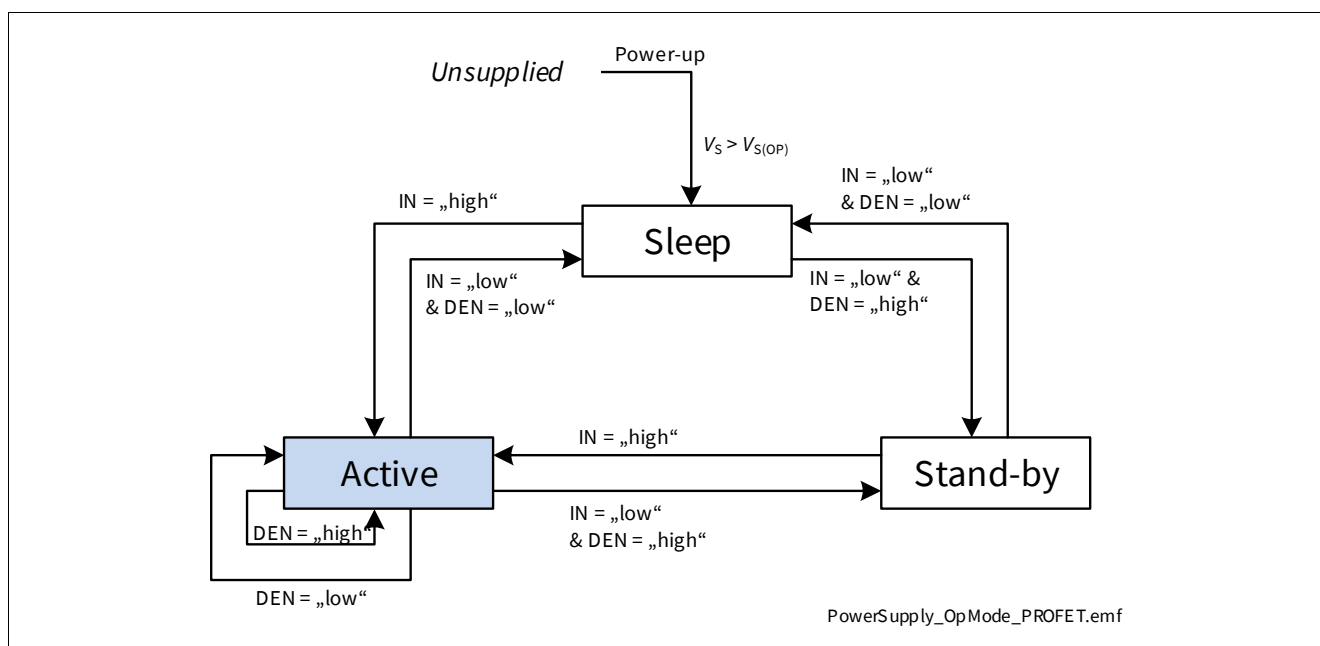 Power-up
Unsupplied
VS > VS(OP)
IN = „low“
& DEN = „low“
IN = „high“
Sleep
IN = „low“
& DEN = „low“
IN = „low“ &
DEN = „high“
IN = „high“
Active
Stand-by
IN = „low“
& DEN = „high“
DEN = „high“
DEN = „low“
PowerSupply_OpMode_PROFET.emf